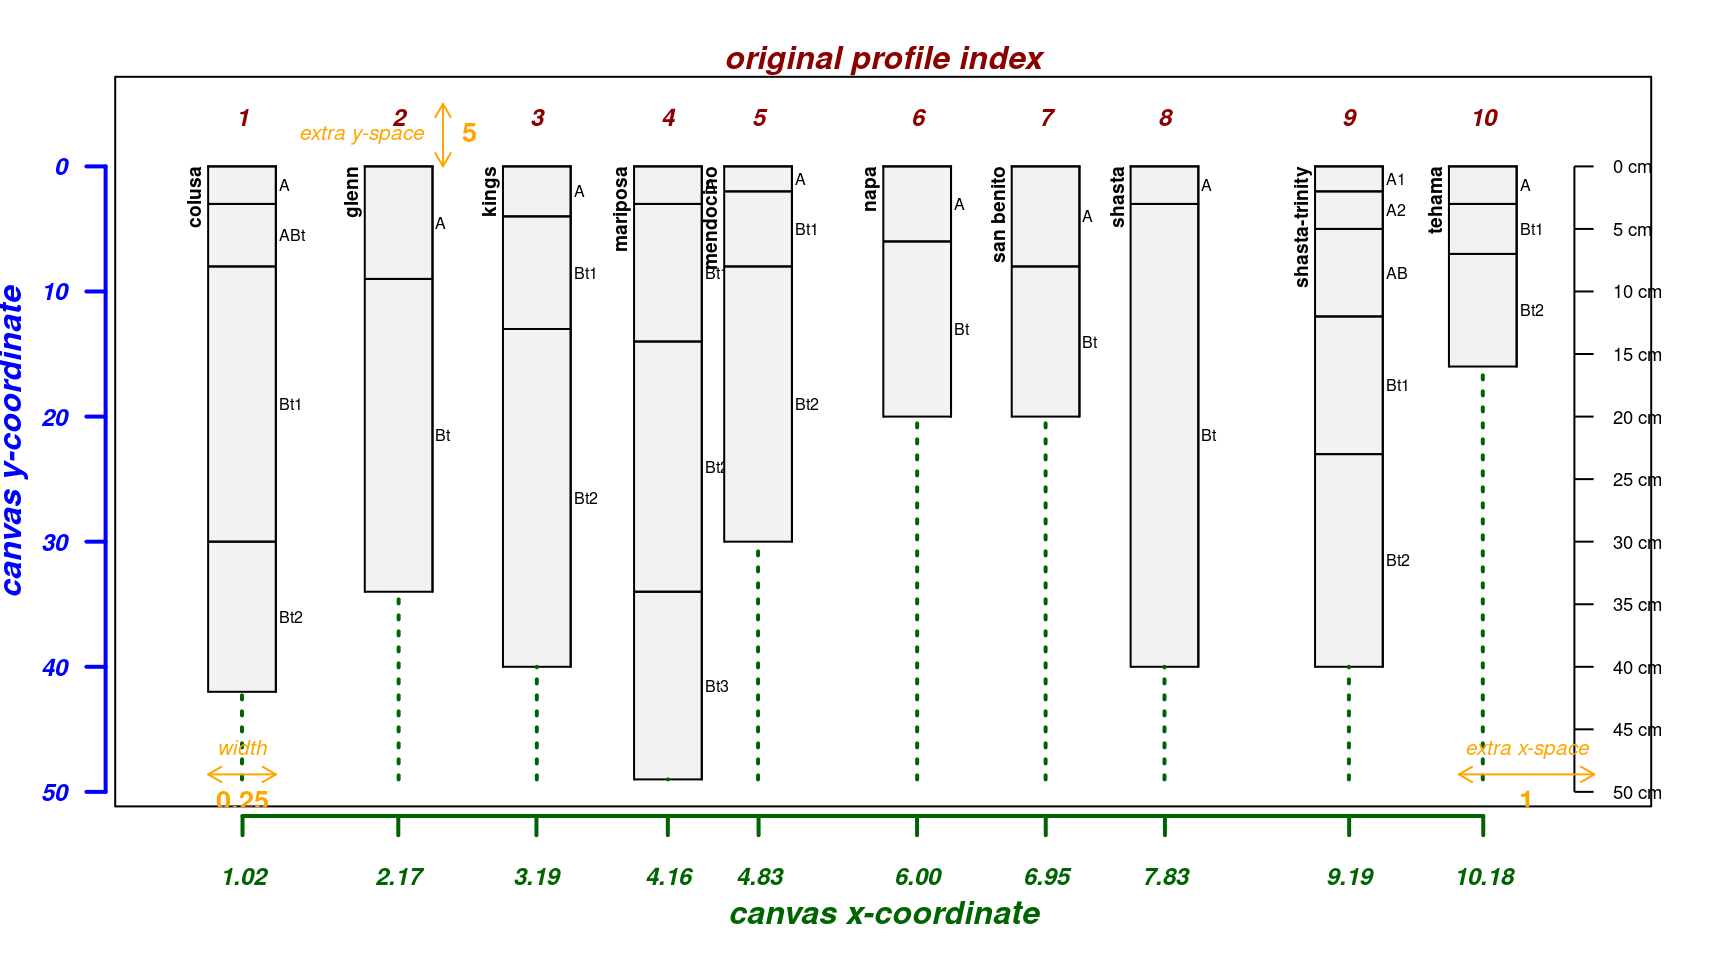 original profile index
1 2 3 4 5 6 7 8 9 10
extra y-space 5
canvas y-coordinate
0
10
20
30
40
50
colusa
A
ABt
Bt1
Bt2
glenn
A
Bt
kings
A
Bt1
Bt2
mariposa
Bt1
Bt2
Bt3
mendocino
A
Bt1
Bt2
napa
A
Bt
san benito
A
Bt
shasta
A
Bt
shasta-trinity
A1
A2
AB
Bt1
Bt2
tehama
A
Bt1
Bt2
0 cm
5 cm
10 cm
15 cm
20 cm
25 cm
30 cm
35 cm
40 cm
45 cm
50 cm
width
0.25
extra x-space
1
1.02 2.17 3.19 4.16 4.83 6.00 6.95 7.83 9.19 10.18
canvas x-coordinate